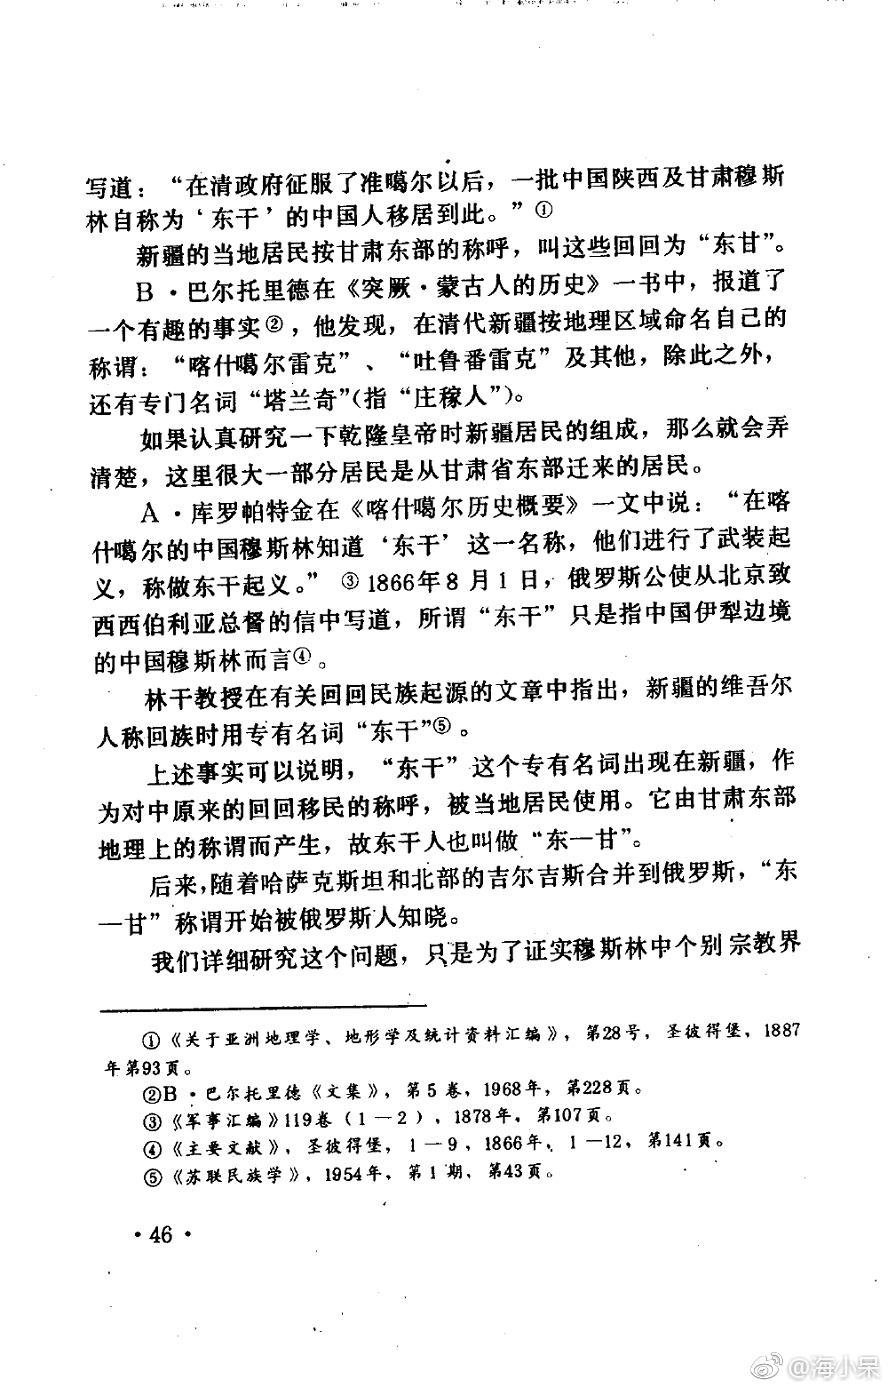 写道：“在清政府征服了准噶尔以后，一批中国陕西及甘肃穆斯
林自称为‘东干’的中国人移居到此。”①
新疆的当地居民按甘肃东部的称呼，叫这些回回为“东甘”。
B·巴尔托里德在《突厥·蒙古人的历史》一书中，报道了
一个有趣的事实②，他发现，在清代新疆按地理区域命名自己的
称谓：“喀什噶尔雷克”、“吐鲁番雷克”及其他，除此之外，
还有专门名词“塔兰奇”（指“庄稼人”）。
如果认真研究一下乾隆皇帝时新疆居民的组成，那么就会弄
清楚，这里很大一部分居民是从甘肃省东部迁来的居民。
A·库罗帕特金在《喀什噶尔历史概要》一文中说：“在喀
什噶尔的中国穆斯林知道‘东干’这一名称，他们进行了武装起
义，称做东干起义。”③1866年8月1日，俄罗斯公使从北京致
西西伯利亚总督的信中写道，所谓“东干”只是指中国伊犁边境
的中国穆斯林而言④。
林干教授在有关回回民族起源的文章中指出，新疆的维吾尔
人称回族时用专有名词“东干”⑤。
上述事实可以说明，“东干”这个专有名词出现在新疆，作
为对中原来的回回移民的称呼，被当地居民使用。它由甘肃东部
地理上的称谓而产生，故东干人也叫做“东—甘”。
后来，随着哈萨克斯坦和北部的吉尔吉斯合并到俄罗斯，“东
—甘”称谓开始被俄罗斯人知晓。
我们详细研究这个问题，只是为了证实穆斯林中个别宗教界
①《关于亚洲地理学、地形学及统计资料汇编》，第28号，圣彼得堡，1887
年第93页。
②B·巴尔托里德《文集》，第5卷，1968年，第228页。
③《军事汇编》119卷（1—2），1878年，第107页。
④《主要文献》，圣彼得堡，1—9，1866年，1—12，第141页。
⑤《苏联民族学》，1954年，第1期，第43页。
·46·
@海小呆